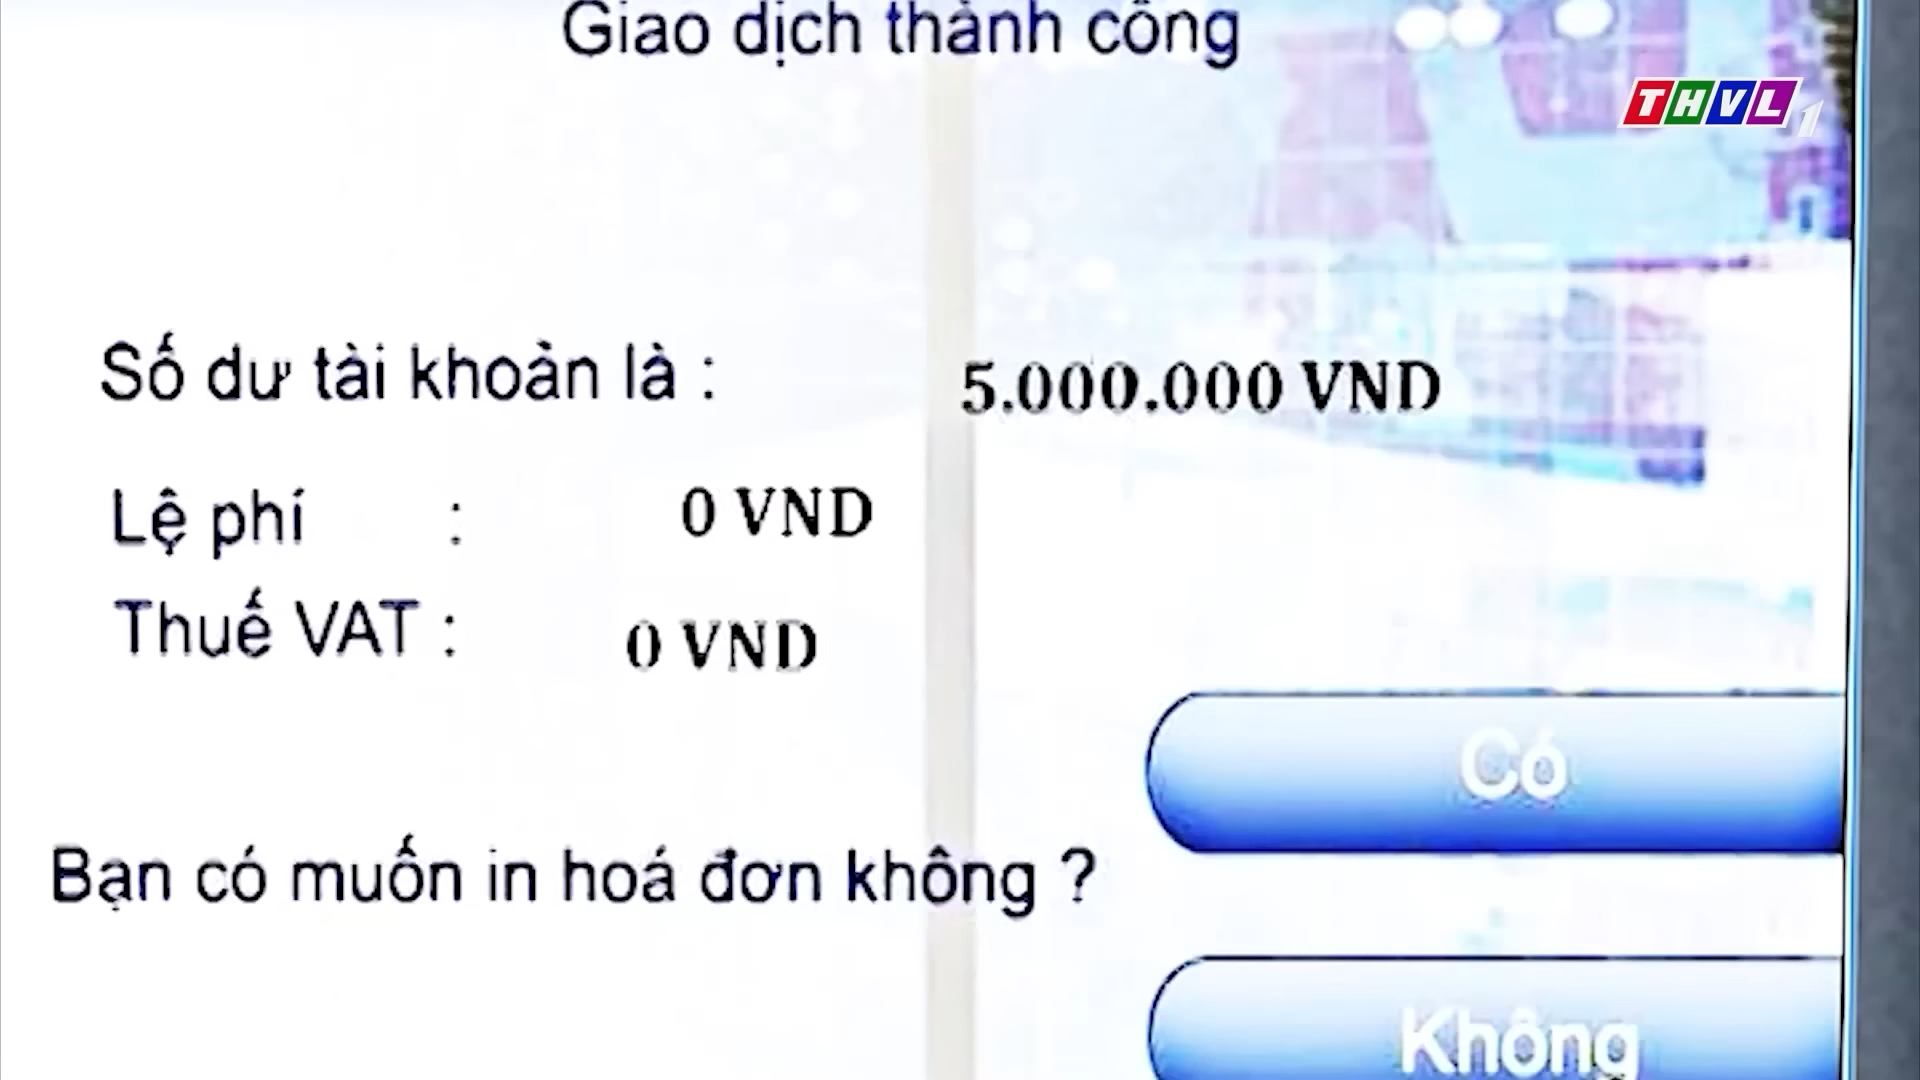 Giao dịch thành công
THVL1
Số dư tài khoản là : 5.000.000 VND
Lệ phí : 0 VND
Thuế VAT : 0 VND
Có
Bạn có muốn in hoá đơn không ?
Không